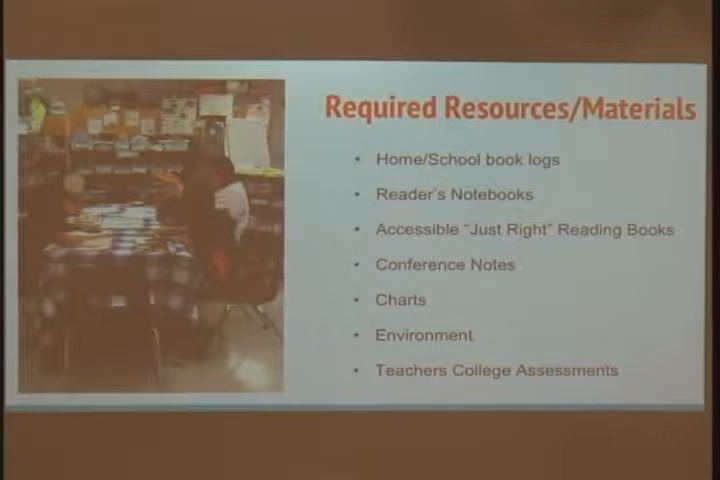 Required Resources/Materials
• Home/School book logs
• Reader's Notebooks
• Accessible "Just Right" Reading Books
• Conference Notes
• Charts
• Environment
• Teachers College Assessments